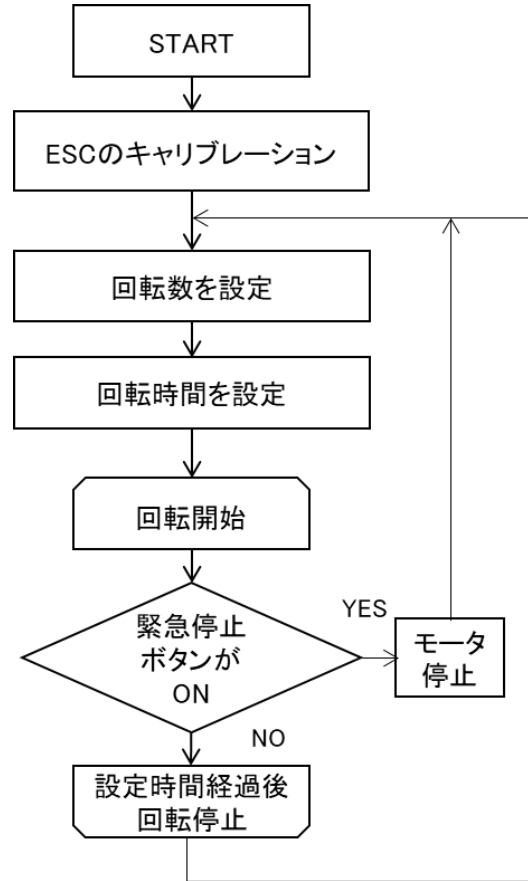 START
ESCのキャリブレーション
回転数を設定
回転時間を設定
回転開始
緊急停止
ボタンが
ON
YES
モータ
停止
NO
設定時間経過後
回転停止